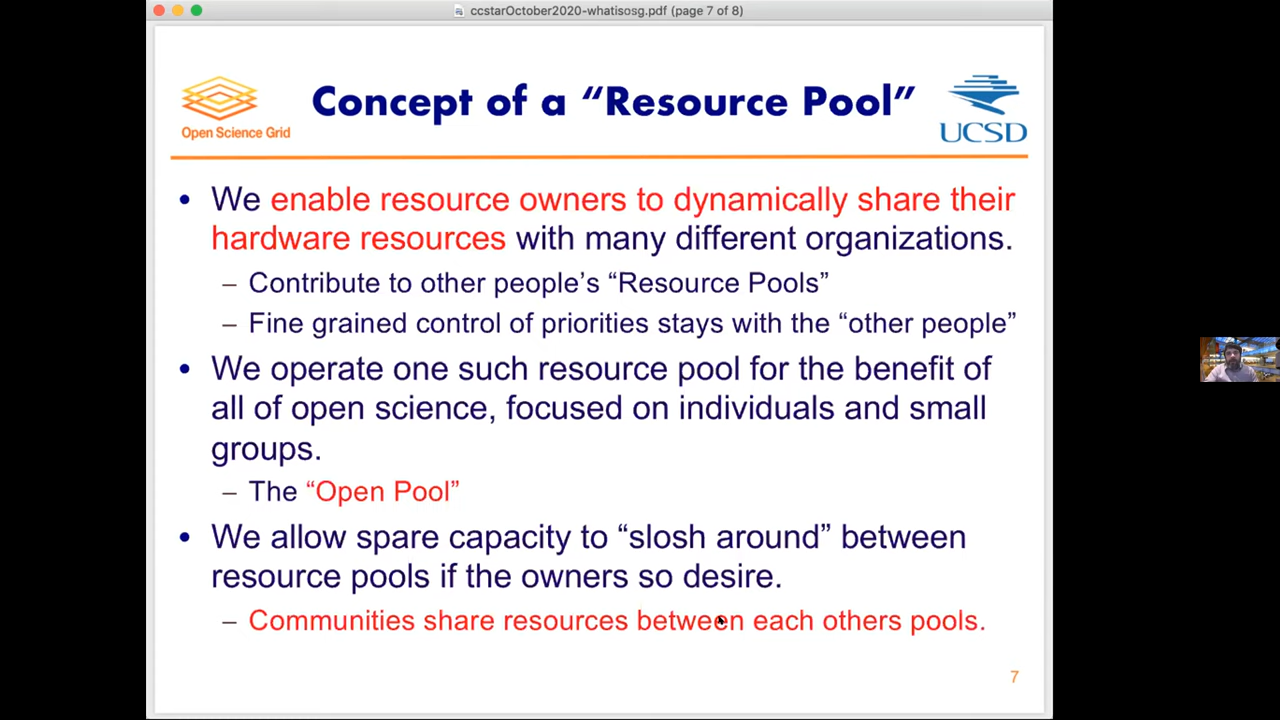 ccstarOctober2020-whatisosg.pdf (page 7 of 8)
Open Science Grid
Concept of a “Resource Pool”
UCSD
• We enable resource owners to dynamically share their
hardware resources with many different organizations.
– Contribute to other people’s “Resource Pools”
– Fine grained control of priorities stays with the “other people”
• We operate one such resource pool for the benefit of
all of open science, focused on individuals and small
groups.
– The “Open Pool”
• We allow spare capacity to “slosh around” between
resource pools if the owners so desire.
– Communities share resources between each others pools.
7